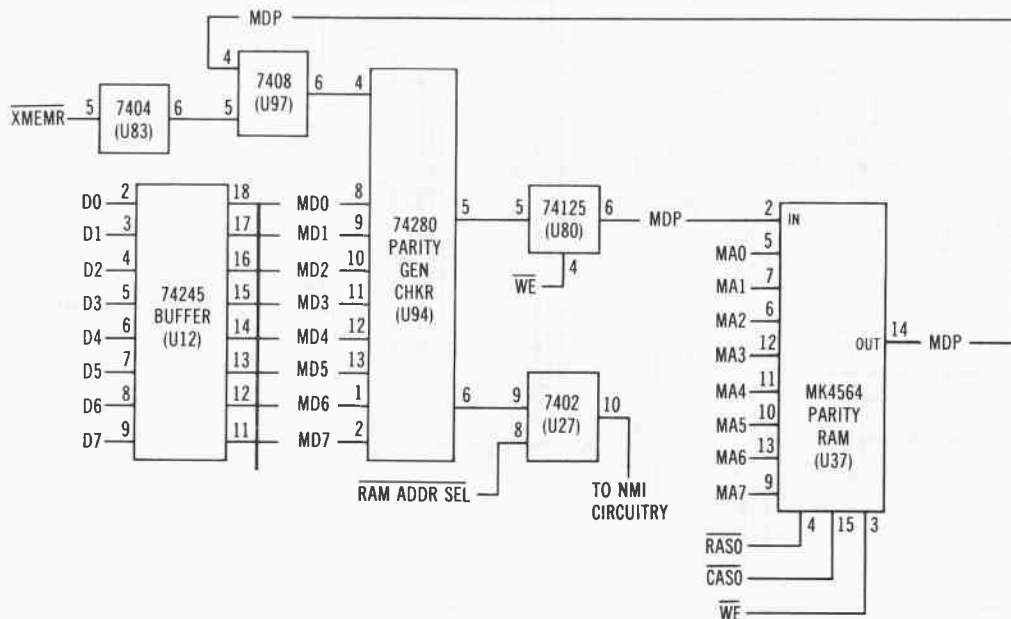 MDP
4
7408
(U97)
6
4
XMEMR
5
7404
(U83)
6
5
D0 2
D1 3
D2 4
D3 5
D4 6
D5 7
D6 8
D7 9
74245
BUFFER
(U12)
18
17
16
15
14
13
12
11
MD0 8
MD1 9
MD2 10
MD3 11
MD4 12
MD5 13
MD6 1
MD7 2
74280
PARITY
GEN
CHKR
(U94)
5
6
5
74125
(U80)
6
4
WE
MDP
9
8
7402
(U27)
10
RAM ADDR SEL
TO NMI
CIRCUITRY
2
IN
MA0 5
MA1 7
MA2 6
MA3 12
MA4 11
MA5 10
MA6 13
MA7 9
OUT
14
MDP
MK4564
PARITY
RAM
(U37)
4
15
3
RAS0
CAS0
WE